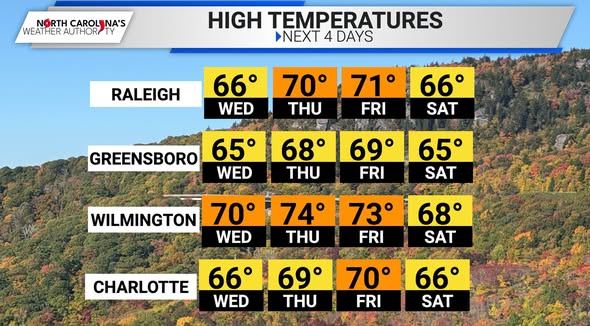 NORTH CAROLINA'S
WEATHER AUTHORITY
HIGH TEMPERATURES
NEXT 4 DAYS
RALEIGH 66° 70° 71° 66°
WED THU FRI SAT
GREENSBORO 65° 68° 69° 65°
WED THU FRI SAT
WILMINGTON 70° 74° 73° 68°
WED THU FRI SAT
CHARLOTTE 66° 69° 70° 66°
WED THU FRI SAT